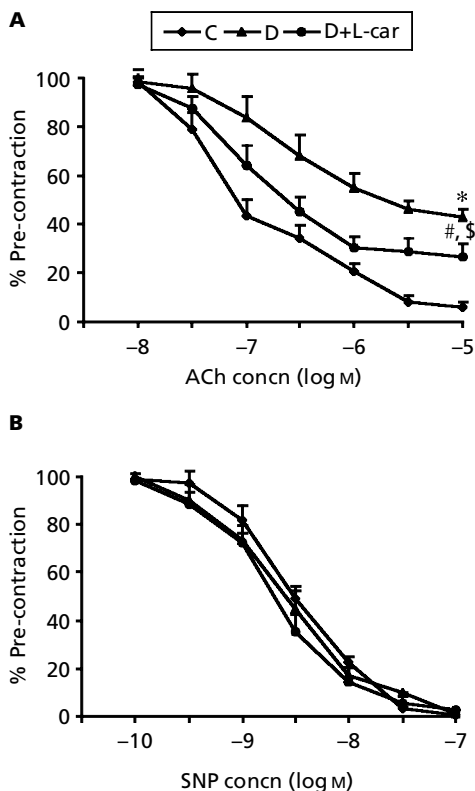 A
C D D+L-car
100
80
60
40
20
0
% Pre-contraction
*
#, $
−8 −7 −6 −5
ACh concn (log M)
B
100
80
60
40
20
0
% Pre-contraction
−10 −9 −8 −7
SNP concn (log M)